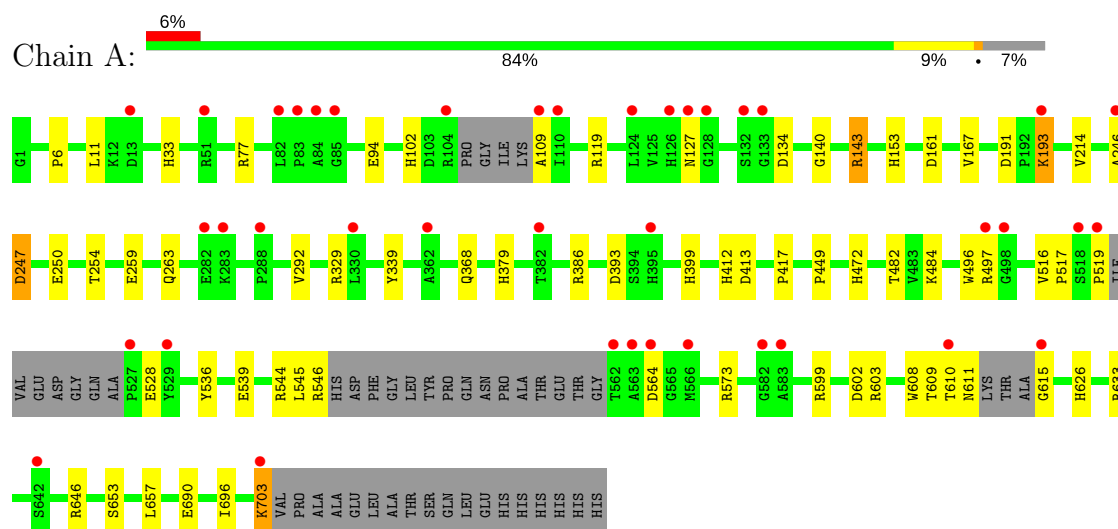 6%
Chain A:
84% 9% • 7%
G1 P6 L11 K12 D13 H33 R51 R77 L82 P83 A84 G85 E94 H102 D103 R104 PRO GLY ILE LYS A109 I110 R119 L124 V125 H126 N127 G128 S132 G133 D134 G140 R143 H153 D161 V167 D191 P192 K193 V214 A246
D247 E250 T254 E259 Q263 E282 K283 P288 V292 R329 L330 Y339 A362 Q368 H379 T382 R386 D393 S394 H395 H399 H412 D413 P417 P449 H472 T482 V483 K484 W496 R497 G498 V516 P517 S518 P519 ILE
VAL GLU ASP GLY GLN ALA P527 E528 Y529 Y536 E539 R544 L545 R546 HIS ASP PHE GLY LEU TYR PRO GLN ASN PRO ALA THR GLU THR GLY T562 A563 D564 G565 M566 R573 G582 A583 R599 D602 R603 W608 T609 T610 N611 LYS THR ALA G615 H626
S642 R646 S653 L657 E690 I696 K703 VAL PRO ALA ALA GLU LEU ALA THR SER GLN LEU GLU HIS HIS HIS HIS HIS HIS